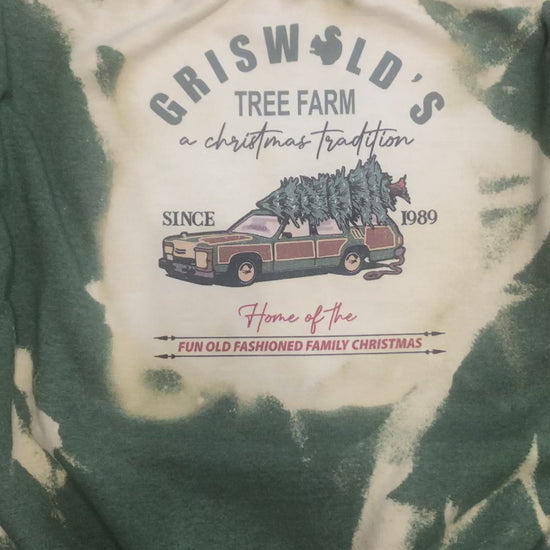 GRISWOLD'S
TREE FARM
a christmas tradition
SINCE 1989
Home of the
FUN OLD FASHIONED FAMILY CHRISTMAS